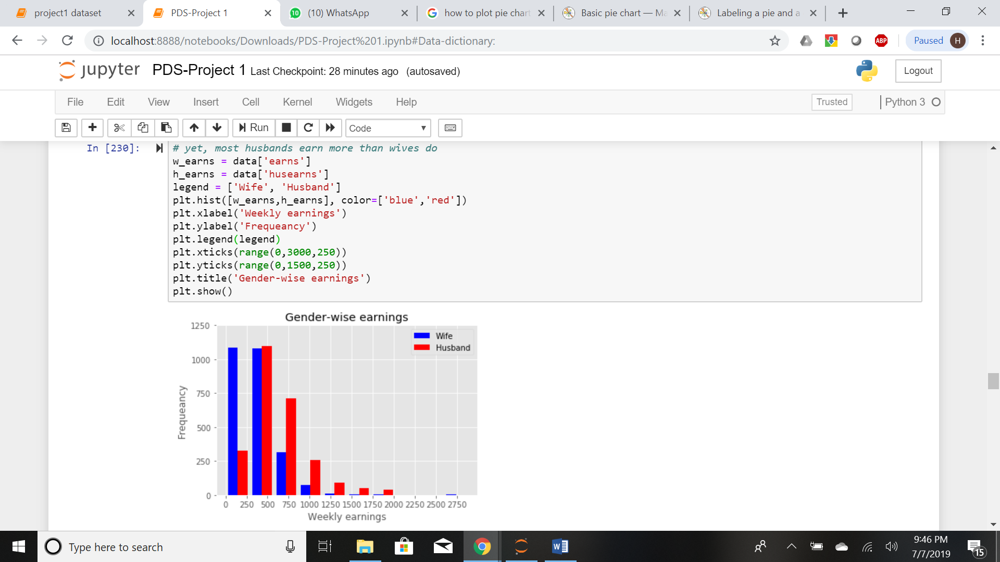 project1 dataset
PDS-Project 1
10
(10) WhatsApp
how to plot pie chart
Basic pie chart — Ma
Labeling a pie and a
localhost:8888/notebooks/Downloads/PDS-Project%201.ipynb#Data-dictionary:
ABP
Paused
H
jupyter
PDS-Project 1 Last Checkpoint: 28 minutes ago (autosaved)
Logout
File Edit View Insert Cell Kernel Widgets Help
Trusted
Python 3
Run
Code
In [230]:
# yet, most husbands earn more than wives do
w_earns = data['earns']
h_earns = data['husearns']
legend = ['Wife', 'Husband']
plt.hist([w_earns,h_earns], color=['blue','red'])
plt.xlabel('Weekly earnings')
plt.ylabel('Frequeancy')
plt.legend(legend)
plt.xticks(range(0,3000,250))
plt.yticks(range(0,1500,250))
plt.title('Gender-wise earnings')
plt.show()
Gender-wise earnings
Wife
Husband
1250
1000
750
500
250
0
Frequeancy
0 250 500 750 1000 1250 1500 1750 2000 2250 2500 2750
Weekly earnings
Type here to search
9:46 PM
7/7/2019
15